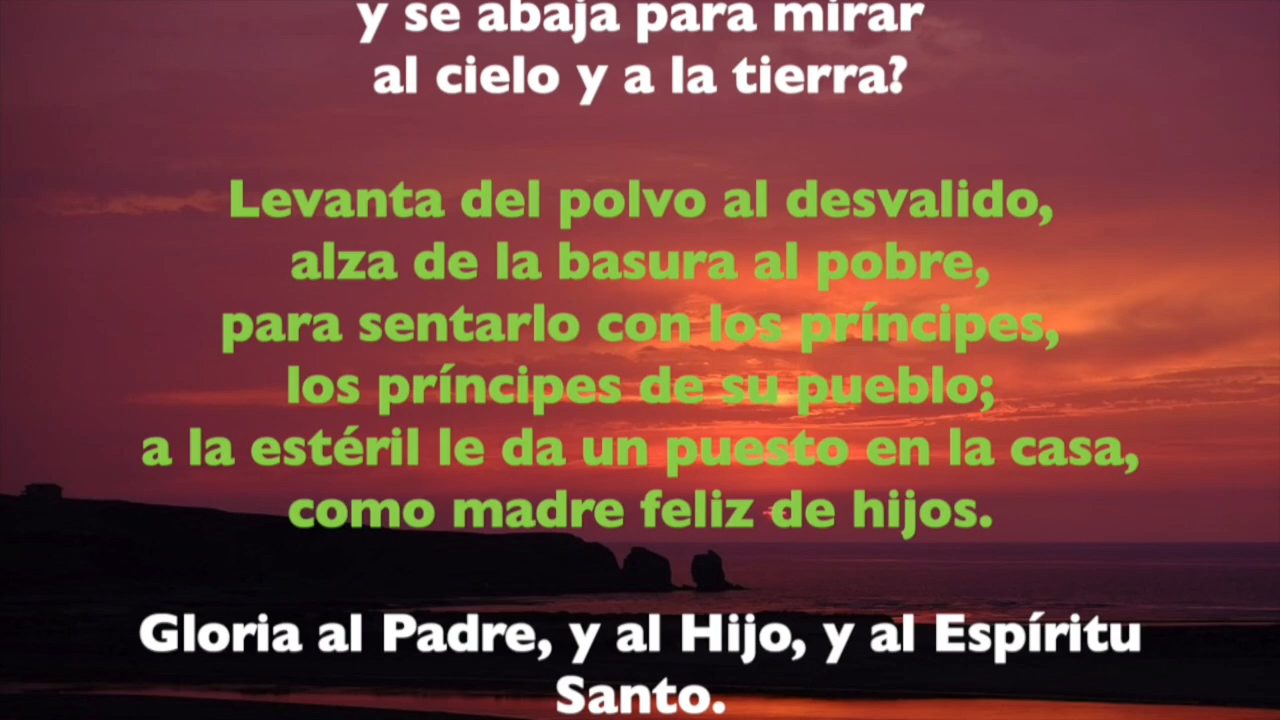 y se abaja para mirar
al cielo y a la tierra?
Levanta del polvo al desvalido,
alza de la basura al pobre,
para sentarlo con los príncipes,
los príncipes de su pueblo;
a la estéril le da un puesto en la casa,
como madre feliz de hijos.
Gloria al Padre, y al Hijo, y al Espíritu
Santo.